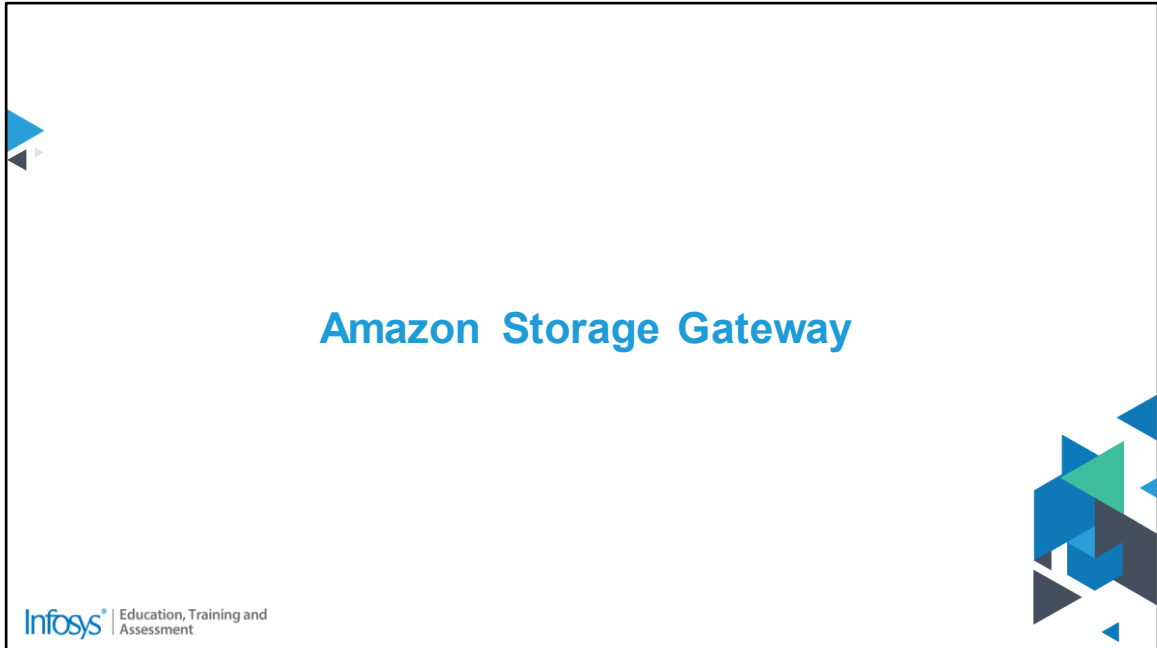 Amazon Storage Gateway
Infosys® | Education, Training and
Assessment